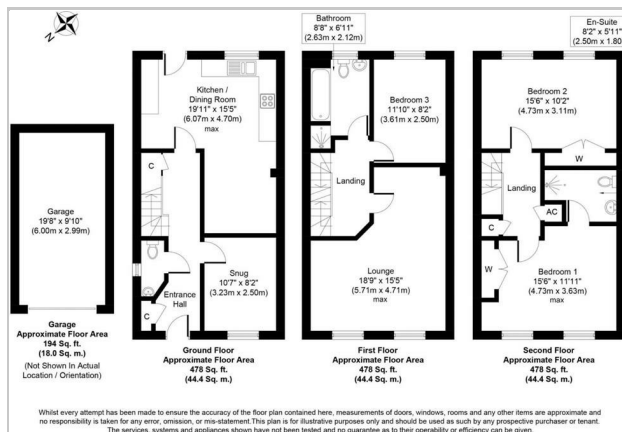 N
Bathroom
8'8" x 6'11"
(2.63m x 2.12m)
En-Suite
8'2" x 5'11"
(2.50m x 1.80
Kitchen /
Dining Room
19'11" x 15'5"
(6.07m x 4.70m)
max
C
Garage
19'8" x 9'10"
(6.00m x 2.99m)
Snug
10'7" x 8'2"
(3.23m x 2.50m)
Entrance
Hall
C
Bedroom 3
11'10" x 8'2"
(3.61m x 2.50m)
Landing
Lounge
18'9" x 15'5"
(5.71m x 4.71m)
max
Bedroom 2
15'6" x 10'2"
(4.73m x 3.11m)
W
Landing
AC
C
W
Bedroom 1
15'6" x 11'11"
(4.73m x 3.63m)
max
Garage
Approximate Floor Area
194 Sq. ft.
(18.0 Sq. m.)
(Not Shown In Actual
Location / Orientation)
Ground Floor
Approximate Floor Area
478 Sq. ft.
(44.4 Sq. m.)
First Floor
Approximate Floor Area
478 Sq. ft.
(44.4 Sq. m.)
Second Floor
Approximate Floor Area
478 Sq. ft.
(44.4 Sq. m.)
Whilst every attempt has been made to ensure the accuracy of the floor plan contained here, measurements of doors, windows, rooms and any other items are approximate and
no responsibility is taken for any error, omission, or mis-statement.This plan is for illustrative purposes only and should be used as such by any prospective purchaser or tenant.
The services, systems and appliances shown have not been tested and no guarantee as to their operability or efficiency can be given.